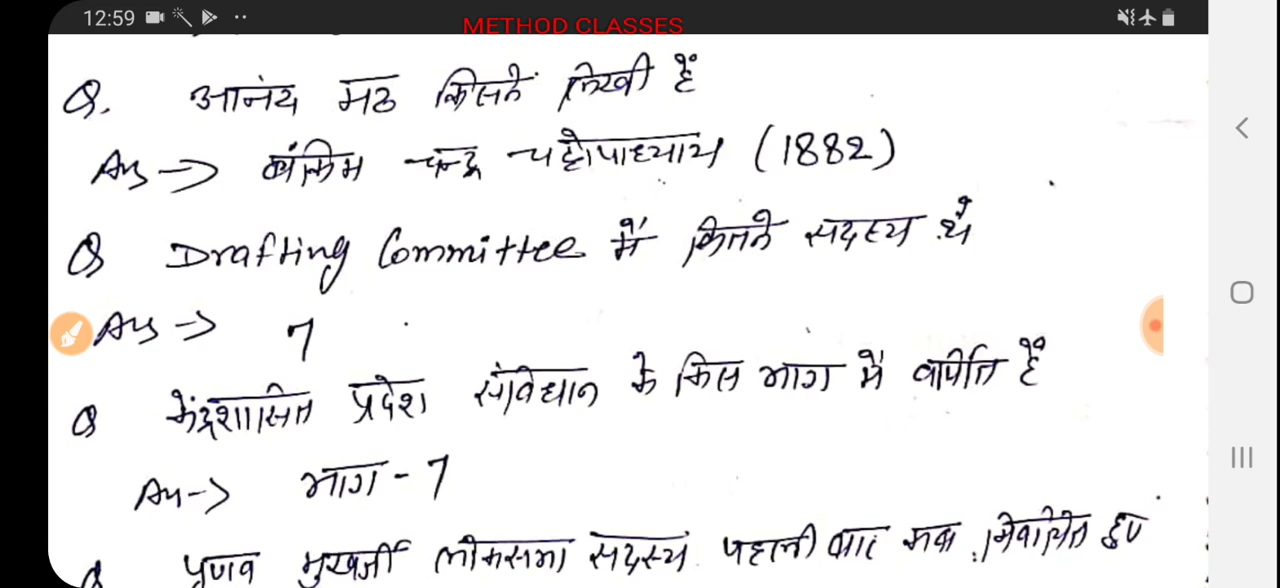 12:59
METHOD CLASSES
Q. आनंद मठ किसने लिखी हैं
Ans → बंकिम चन्द्र चट्टोपाध्याय (1882)
Q Drafting Committee में कितने सदस्य थे
Ans → 7
Q केंद्रशासित प्रदेश संविधान के किस भाग में वर्णित हैं
An → भाग - 7
प्रणव मुखर्जी लोकसभा सदस्य पहली बार कब निर्वाचित हुए